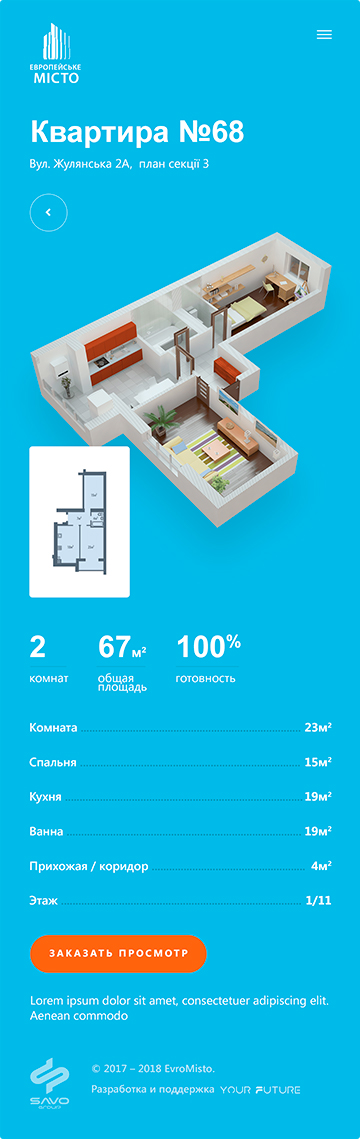 ЕВРОПЕЙСЬКЕ
МІСТО
Квартира №68
Вул. Жулянська 2А, план секції 3
2
комнат
67 м²
общая
площадь
100%
готовность
Комната 23м²
Спальня 15м²
Кухня 19м²
Ванна 19м²
Прихожая / коридор 4м²
Этаж 1/11
ЗАКАЗАТЬ ПРОСМОТР
Lorem ipsum dolor sit amet, consectetuer adipiscing elit.
Aenean commodo
SAVO
group
© 2017 – 2018 EvroMisto.
Разработка и поддержка YOUR FUTURE